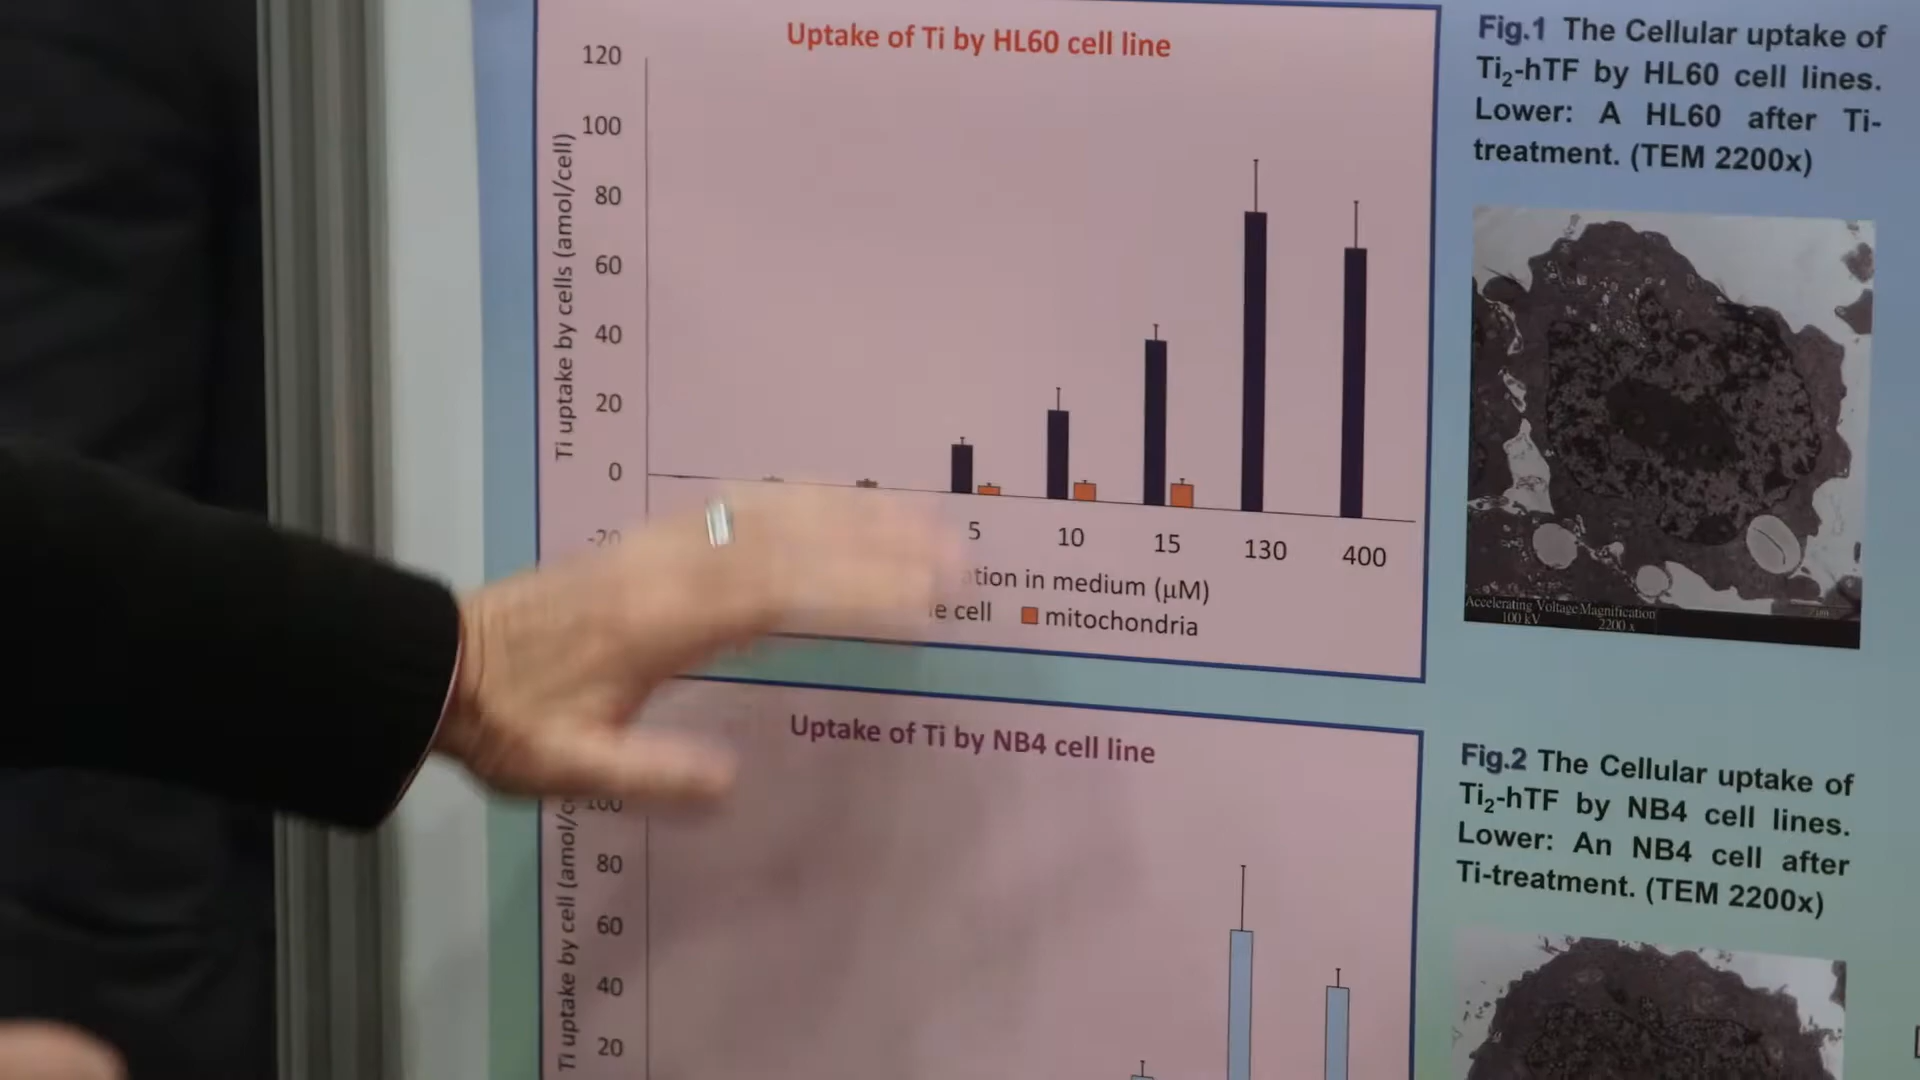 Uptake of Ti by HL60 cell line
120
100
80
60
40
20
0
-20
Ti uptake by cells (amol/cell)
5 10 15 130 400
in medium (µM)
cell mitochondria
Fig.1 The Cellular uptake of
Ti₂-hTF by HL60 cell lines.
Lower: A HL60 after Ti-
treatment. (TEM 2200x)
Accelerating Voltage Magnification
100 kV 2200 x
Uptake of Ti by NB4 cell line
100
80
60
40
20
Ti uptake by cell
Fig.2 The Cellular uptake of
Ti₂-hTF by NB4 cell lines.
Lower: An NB4 cell after
Ti-treatment. (TEM 2200x)